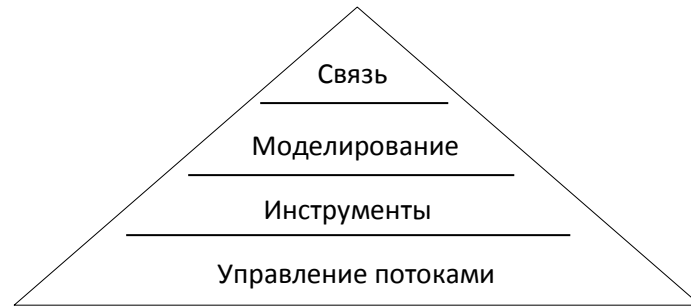 Связь
Моделирование
Инструменты
Управление потоками